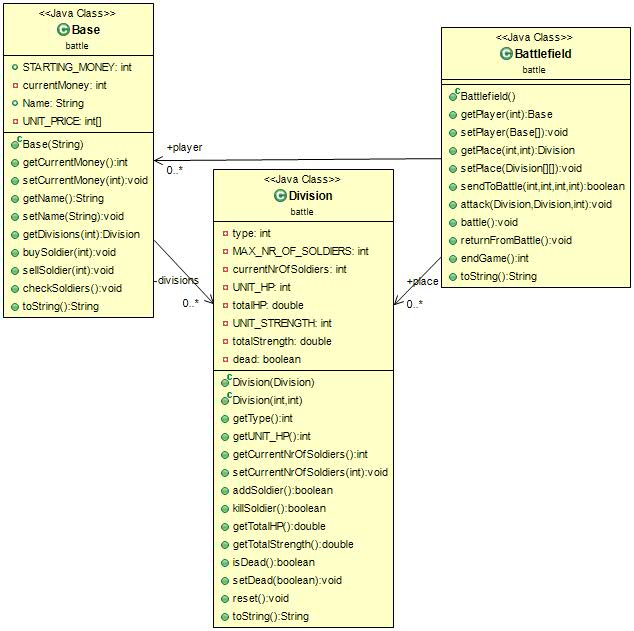 <<Java Class>>
Base
battle
STARTING_MONEY: int
currentMoney: int
Name: String
UNIT_PRICE: int[]
Base(String)
getCurrentMoney():int
setCurrentMoney(int):void
getName():String
setName(String):void
getDivisions(int):Division
buySoldier(int):void
sellSoldier(int):void
checkSoldiers():void
toString():String
+player
0..*
-divisions
0..*
<<Java Class>>
Division
battle
type: int
MAX_NR_OF_SOLDIERS: int
currentNrOfSoldiers: int
UNIT_HP: int
totalHP: double
UNIT_STRENGTH: int
totalStrength: double
dead: boolean
Division(Division)
Division(int,int)
getType():int
getUNIT_HP():int
getCurrentNrOfSoldiers():int
setCurrentNrOfSoldiers(int):void
addSoldier():boolean
killSoldier():boolean
getTotalHP():double
getTotalStrength():double
isDead():boolean
setDead(boolean):void
reset():void
toString():String
+place
0..*
<<Java Class>>
Battlefield
battle
Battlefield()
getPlayer(int):Base
setPlayer(Base[]):void
getPlace(int,int):Division
setPlace(Division[][]):void
sendToBattle(int,int,int,int):boolean
attack(Division,Division,int):void
battle():void
returnFromBattle():void
endGame():int
toString():String